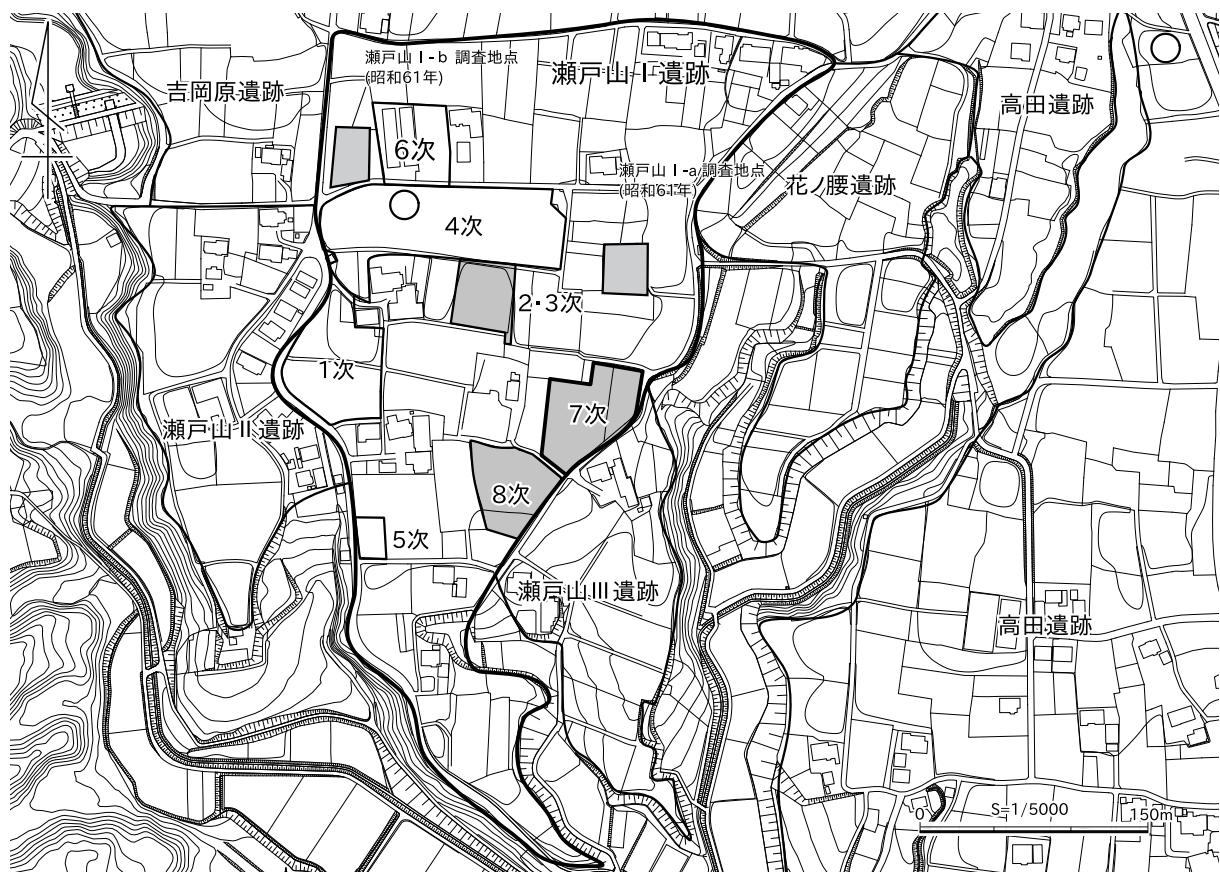 瀬戸山Ⅰ-b 調査地点
(昭和61年)
瀬戸山Ⅰ遺跡
吉岡原遺跡
高田遺跡
6次
瀬戸山Ⅰ-a 調査地点
(昭和61年)
花ノ腰遺跡
4次
2・3次
1次
7次
瀬戸山Ⅱ遺跡
8次
5次
瀬戸山Ⅲ遺跡
高田遺跡
S=1/5000
0 150m